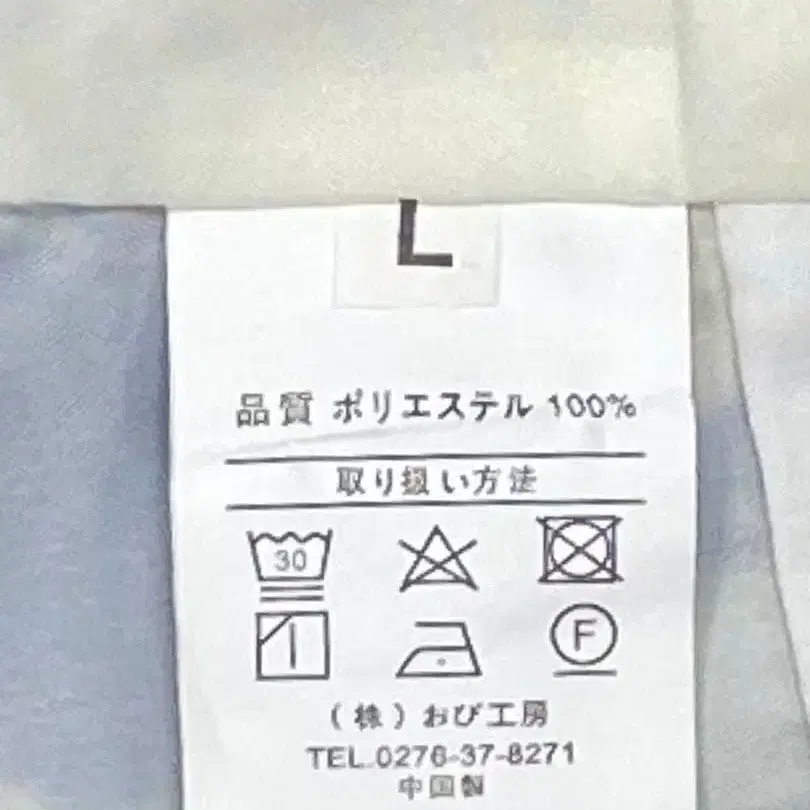 L
品質 ポリエステル 100%
取り扱い方法
30
F
（株）おび工房
TEL.0276-37-8271
中国製